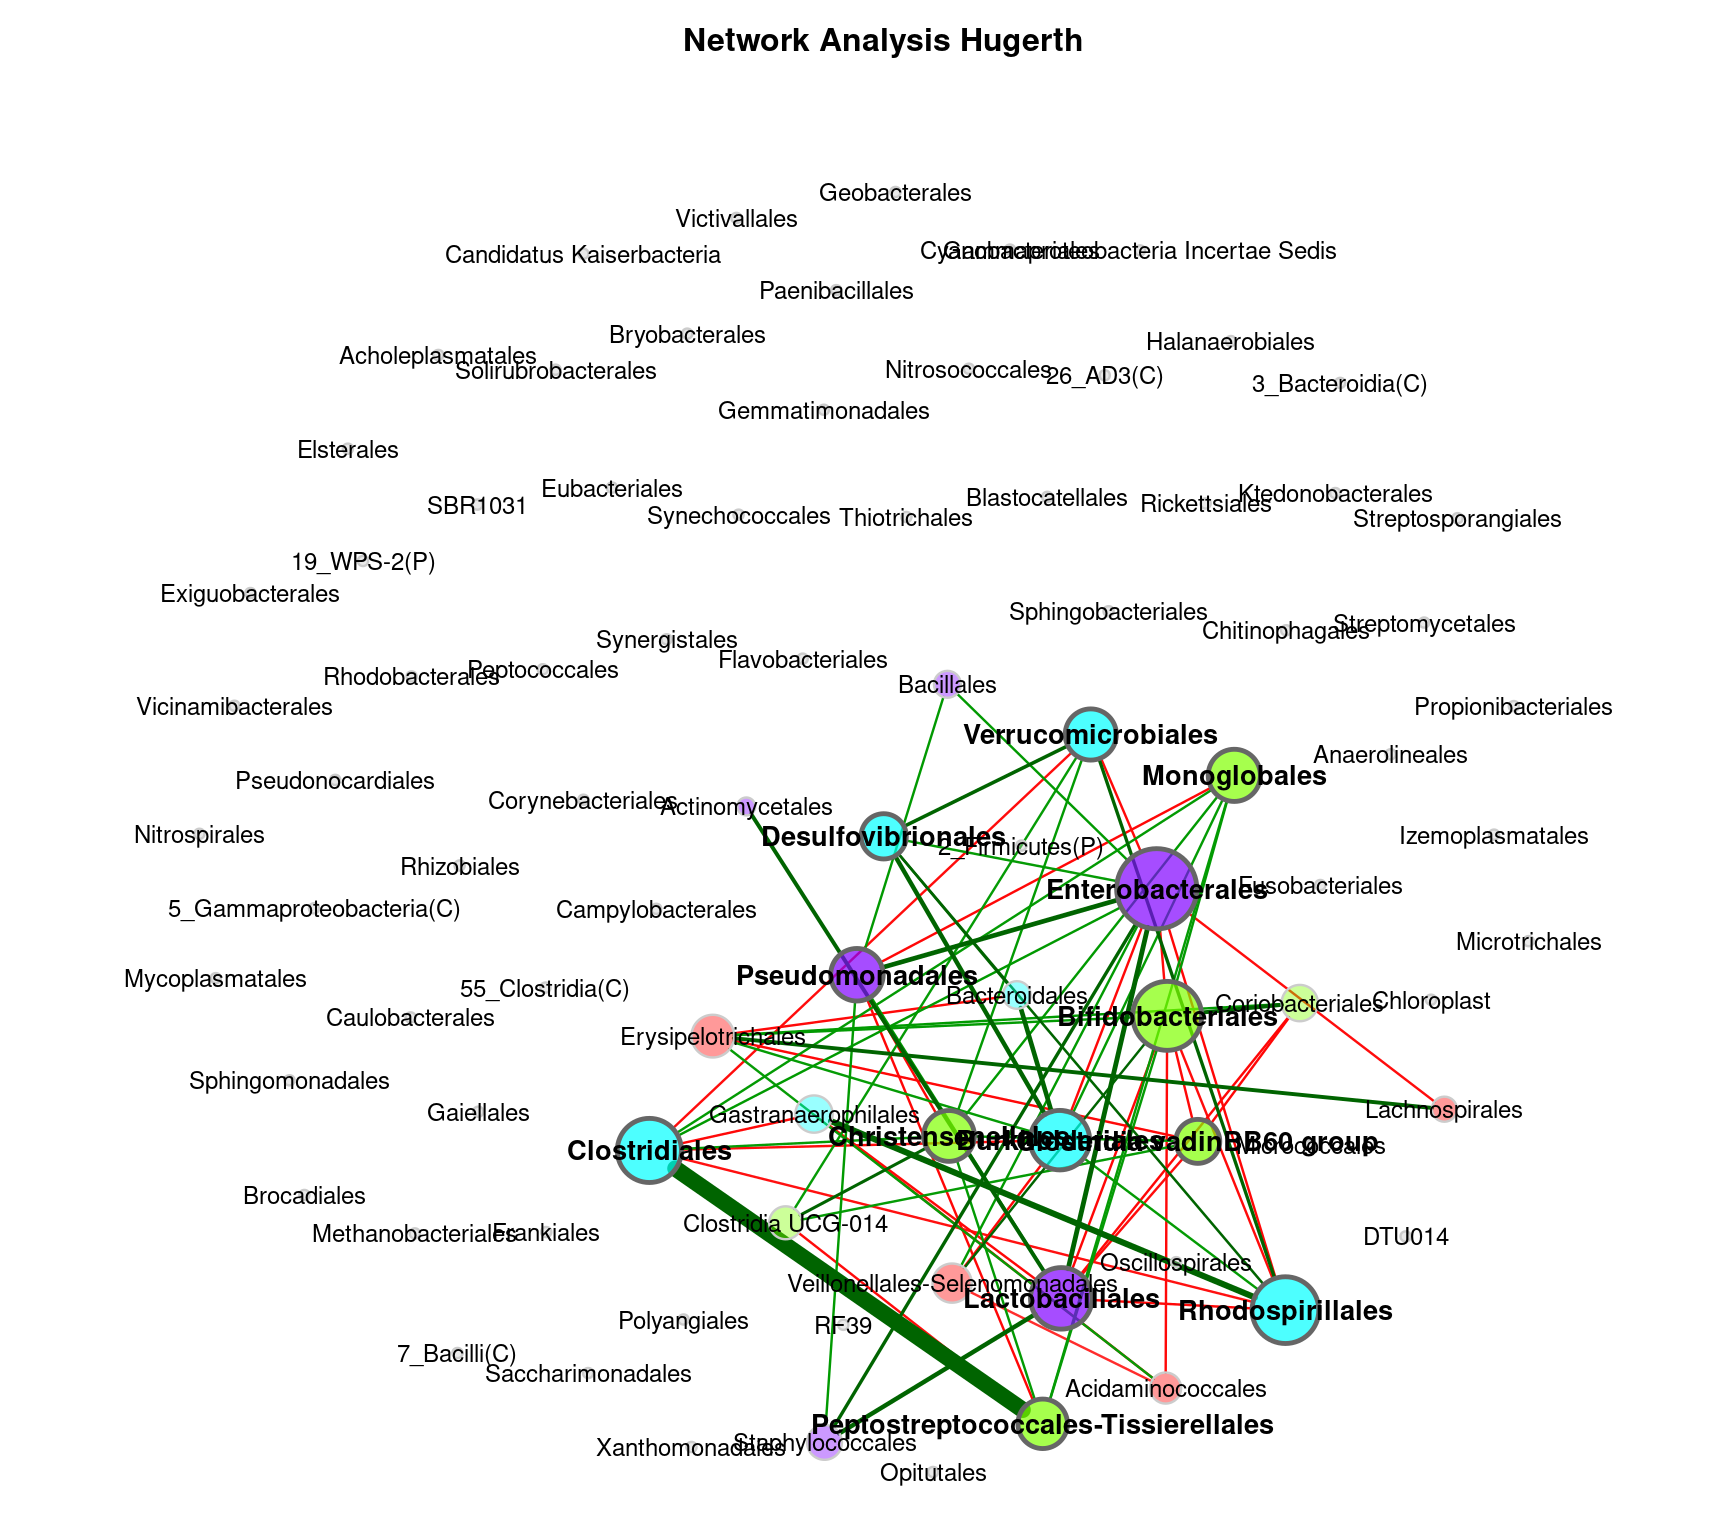 Network Analysis Hugerth
Geobacterales
Victivallales
Candidatus Kaiserbacteria
Gammaproteobacteria Incertae Sedis
Paenibacillales
Bryobacterales
Halanaerobiales
Acholeplasmatales
Solirubrobacterales
Nitrosococcales
26_AD3(C)
3_Bacteroidia(C)
Gemmatimonadales
Elsterales
Eubacteriales
SBR1031
Blastocatellales
Rickettsiales
Ktedonobacterales
Synechococcales
Thiotrichales
Streptosporangiales
19_WPS-2(P)
Exiguobacterales
Sphingobacteriales
Chitinophagales
Streptomycetales
Synergistales
Flavobacteriales
Rhodobacterales
Peptococcales
Bacillales
Vicinamibacterales
Propionibacteriales
Verrucomicrobiales
Anaerolineales
Monoglobales
Pseudonocardiales
Corynebacteriales
Actinomycetales
Nitrospirales
Desulfovibrionales
2_Firmicutes(P)
Izemoplasmatales
Rhizobiales
Enterobacterales
Fusobacteriales
5_Gammaproteobacteria(C)
Campylobacterales
Microtrichales
Mycoplasmatales
Pseudomonadales
55_Clostridia(C)
Bacteroidales
Coriobacteriales
Chloroplast
Caulobacterales
Bifidobacteriales
Erysipelotrichales
Sphingomonadales
Gaiellales
Gastranaerophilales
Lachnospirales
Clostridiales
Christensenellales
Burkholderiales
Clostridia vadinBB60 group
Micrococcales
Brocadiales
Methanobacteriales
Frankiales
Clostridia UCG-014
DTU014
Oscillospirales
Veillonellales-Selenomonadales
Lactobacillales
Rhodospirillales
Polyangiales
RF39
7_Bacilli(C)
Saccharimonadales
Acidaminococcales
Peptostreptococcales-Tissierellales
Xanthomonadales
Staphylococcales
Opitutales